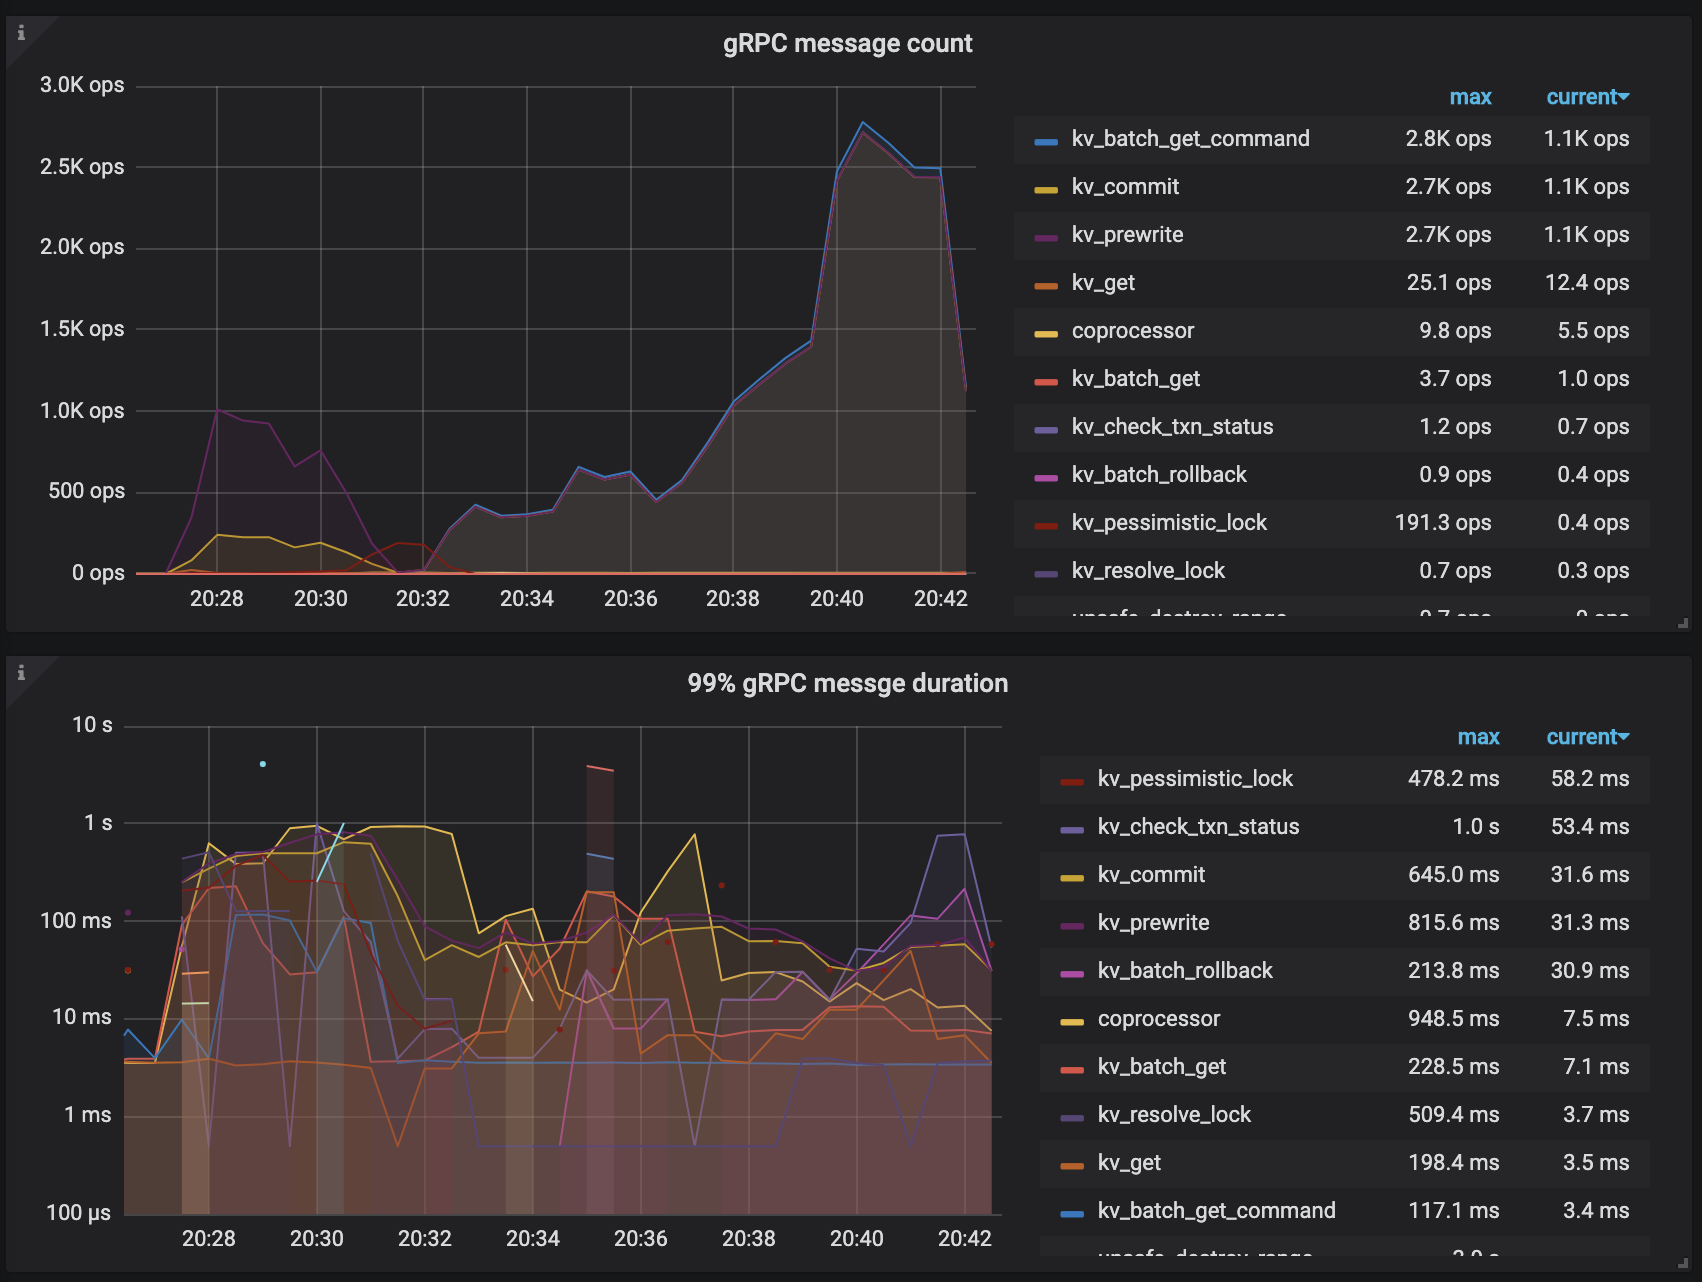 gRPC message count
3.0K ops
2.5K ops
2.0K ops
1.5K ops
1.0K ops
500 ops
0 ops
20:28 20:30 20:32 20:34 20:36 20:38 20:40 20:42
max current
kv_batch_get_command 2.8K ops 1.1K ops
kv_commit 2.7K ops 1.1K ops
kv_prewrite 2.7K ops 1.1K ops
kv_get 25.1 ops 12.4 ops
coprocessor 9.8 ops 5.5 ops
kv_batch_get 3.7 ops 1.0 ops
kv_check_txn_status 1.2 ops 0.7 ops
kv_batch_rollback 0.9 ops 0.4 ops
kv_pessimistic_lock 191.3 ops 0.4 ops
kv_resolve_lock 0.7 ops 0.3 ops
unsafe_destroy_range 0.7 ops 0 ops
99% gRPC messge duration
10 s
1 s
100 ms
10 ms
1 ms
100 µs
20:28 20:30 20:32 20:34 20:36 20:38 20:40 20:42
max current
kv_pessimistic_lock 478.2 ms 58.2 ms
kv_check_txn_status 1.0 s 53.4 ms
kv_commit 645.0 ms 31.6 ms
kv_prewrite 815.6 ms 31.3 ms
kv_batch_rollback 213.8 ms 30.9 ms
coprocessor 948.5 ms 7.5 ms
kv_batch_get 228.5 ms 7.1 ms
kv_resolve_lock 509.4 ms 3.7 ms
kv_get 198.4 ms 3.5 ms
kv_batch_get_command 117.1 ms 3.4 ms
unsafe_destroy_range